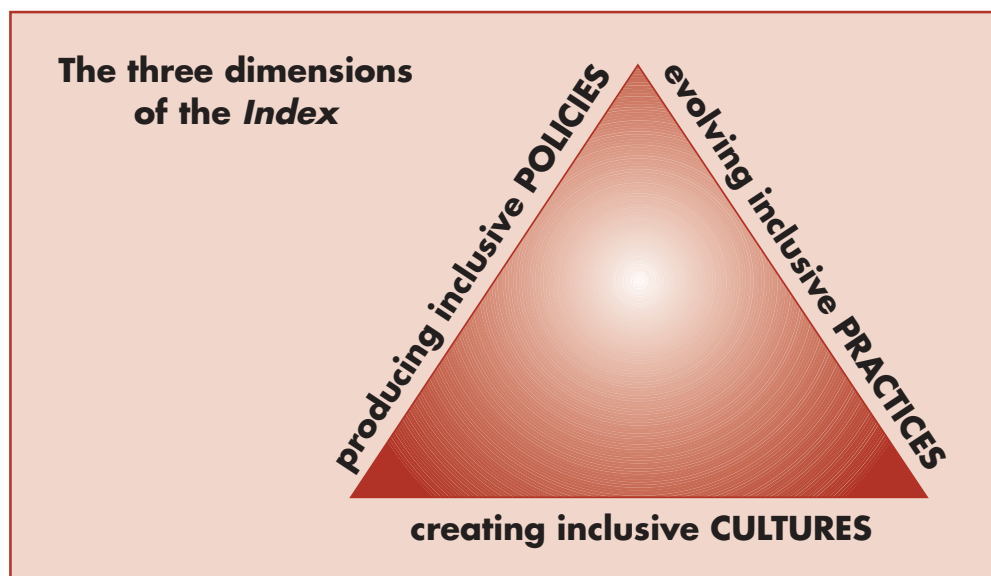 The three dimensions
of the Index
producing inclusive POLICIES
evolving inclusive PRACTICES
creating inclusive CULTURES